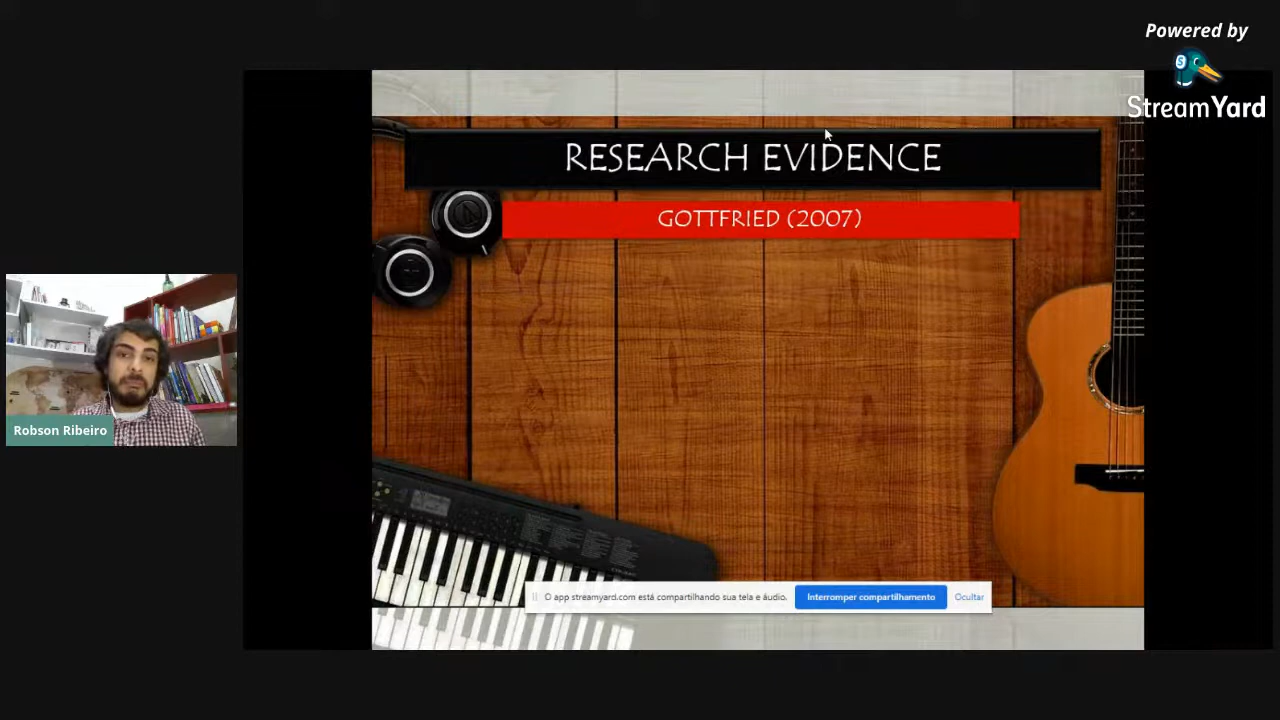 Powered by
StreamYard
RESEARCH EVIDENCE
GOTTFRIED (2007)
Robson Ribeiro
O app streamyard.com está compartilhando sua tela e áudio.
Interromper compartilhamento
Ocultar